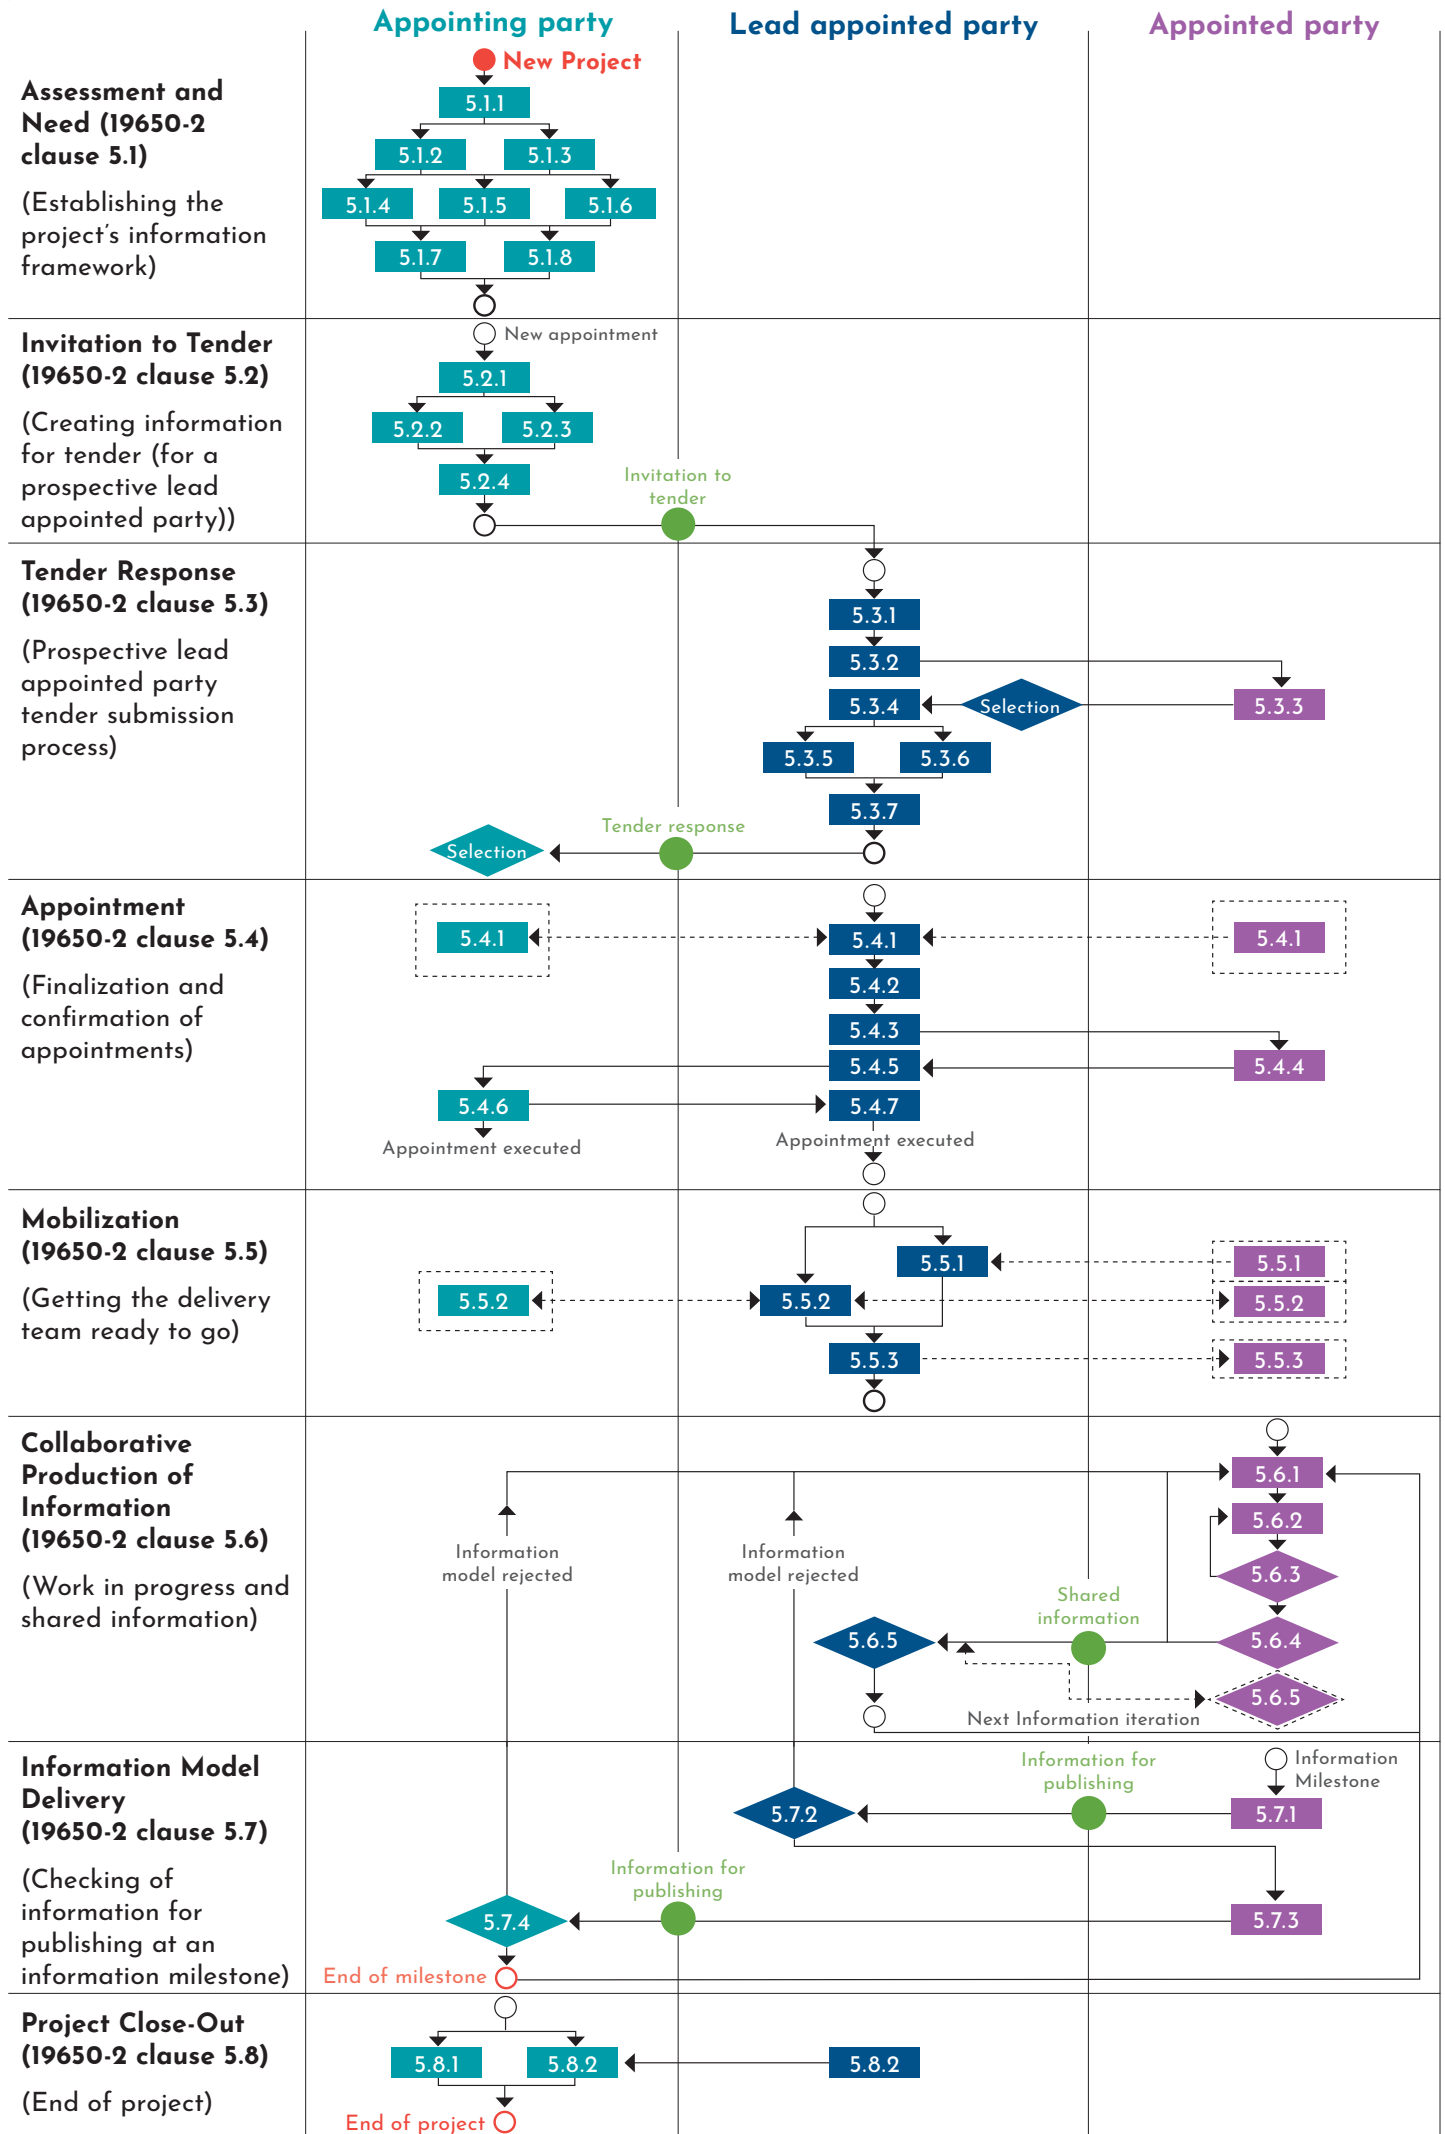 Appointing party
Lead appointed party
Appointed party
New Project
Assessment and
Need (19650-2
clause 5.1)
(Establishing the
project's information
framework)
5.1.1
5.1.2
5.1.3
5.1.4
5.1.5
5.1.6
5.1.7
5.1.8
Invitation to Tender
(19650-2 clause 5.2)
(Creating information
for tender (for a
prospective lead
appointed party))
New appointment
5.2.1
5.2.2
5.2.3
5.2.4
Invitation to
tender
Tender Response
(19650-2 clause 5.3)
(Prospective lead
appointed party
tender submission
process)
5.3.1
5.3.2
5.3.4
Selection
5.3.3
5.3.5
5.3.6
5.3.7
Tender response
Selection
Appointment
(19650-2 clause 5.4)
(Finalization and
confirmation of
appointments)
5.4.1
5.4.1
5.4.1
5.4.2
5.4.3
5.4.5
5.4.4
5.4.6
5.4.7
Appointment executed
Appointment executed
Mobilization
(19650-2 clause 5.5)
(Getting the delivery
team ready to go)
5.5.1
5.5.1
5.5.2
5.5.2
5.5.2
5.5.3
5.5.3
Collaborative
Production of
Information
(19650-2 clause 5.6)
(Work in progress and
shared information)
5.6.1
5.6.2
Information
model rejected
Information
model rejected
5.6.3
Shared
information
5.6.5
5.6.4
5.6.5
Next Information iteration
Information Model
Delivery
(19650-2 clause 5.7)
(Checking of
information for
publishing at an
information milestone)
Information for
publishing
Information
Milestone
5.7.2
5.7.1
Information for
publishing
5.7.4
5.7.3
End of milestone
Project Close-Out
(19650-2 clause 5.8)
(End of project)
5.8.1
5.8.2
5.8.2
End of project